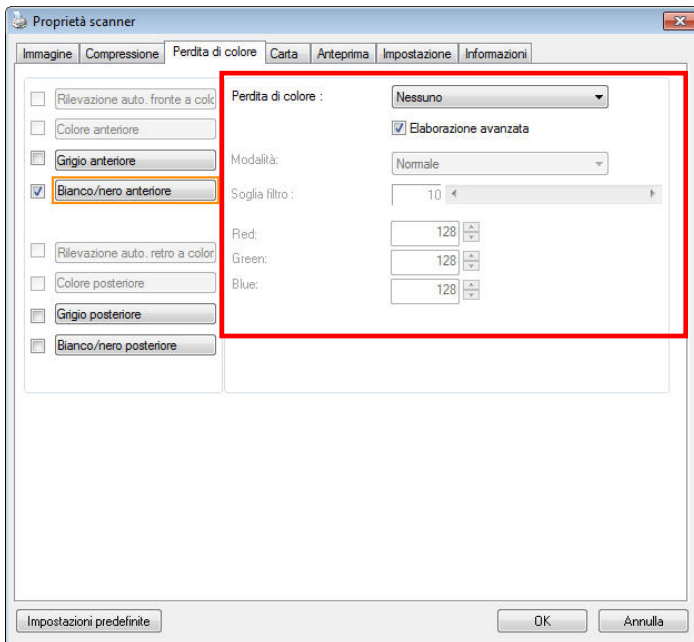 Proprietà scanner
Immagine Compressione Perdita di colore Carta Anteprima Impostazione Informazioni
Rilevazione auto. fronte a colo
Colore anteriore
Grigio anteriore
Bianco/nero anteriore
Rilevazione auto. retro a color
Colore posteriore
Grigio posteriore
Bianco/nero posteriore
Perdita di colore : Nessuno
Elaborazione avanzata
Modalità: Normale
Soglia filtro : 10
Red: 128
Green: 128
Blue: 128
Impostazioni predefinite OK Annulla